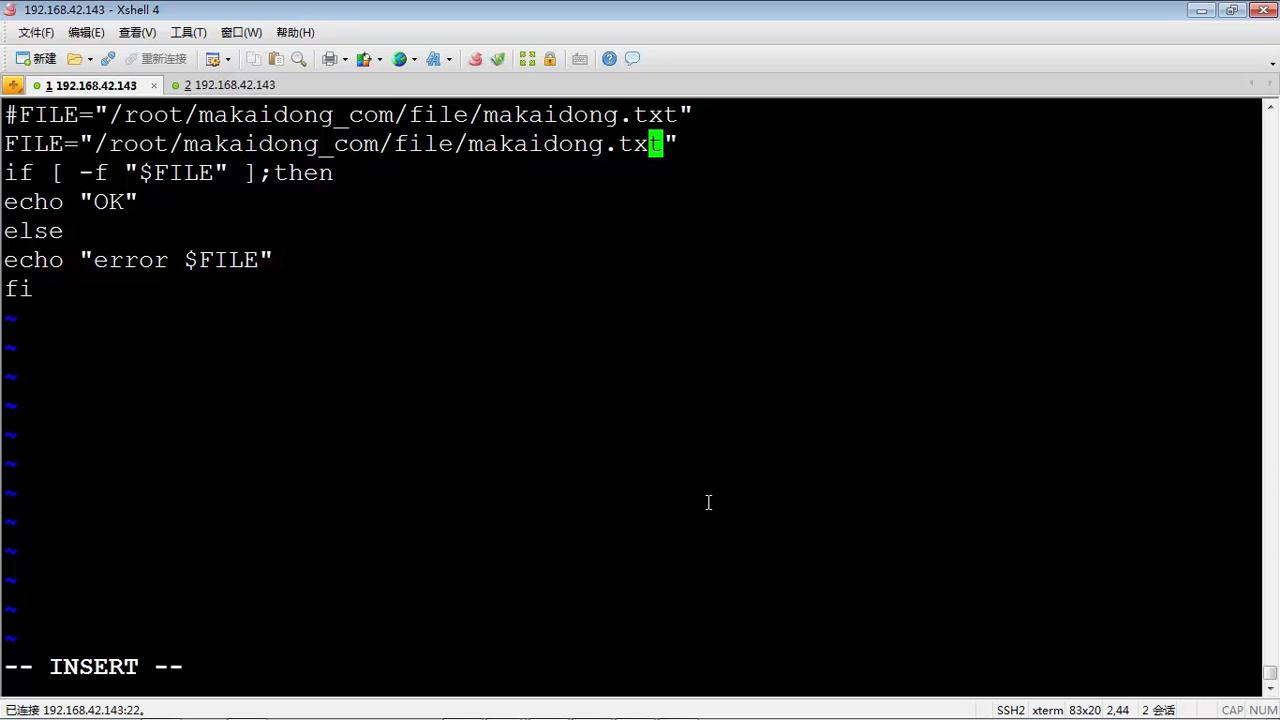 192.168.42.143 - Xshell 4
文件(F) 编辑(E) 查看(V) 工具(T) 窗口(W) 帮助(H)
新建 重新连接
1 192.168.42.143 × 2 192.168.42.143
#FILE="/root/makaidong_com/file/makaidong.txt"
FILE="/root/makaidong_com/file/makaidong.txt"
if [ -f "$FILE" ];then
echo "OK"
else
echo "error $FILE"
fi
~
~
~
~
~
~
~
~
~
~
~
~
-- INSERT --
已连接 192.168.42.143:22。 SSH2 xterm 83x20 2,44 2 会话 CAP NUM